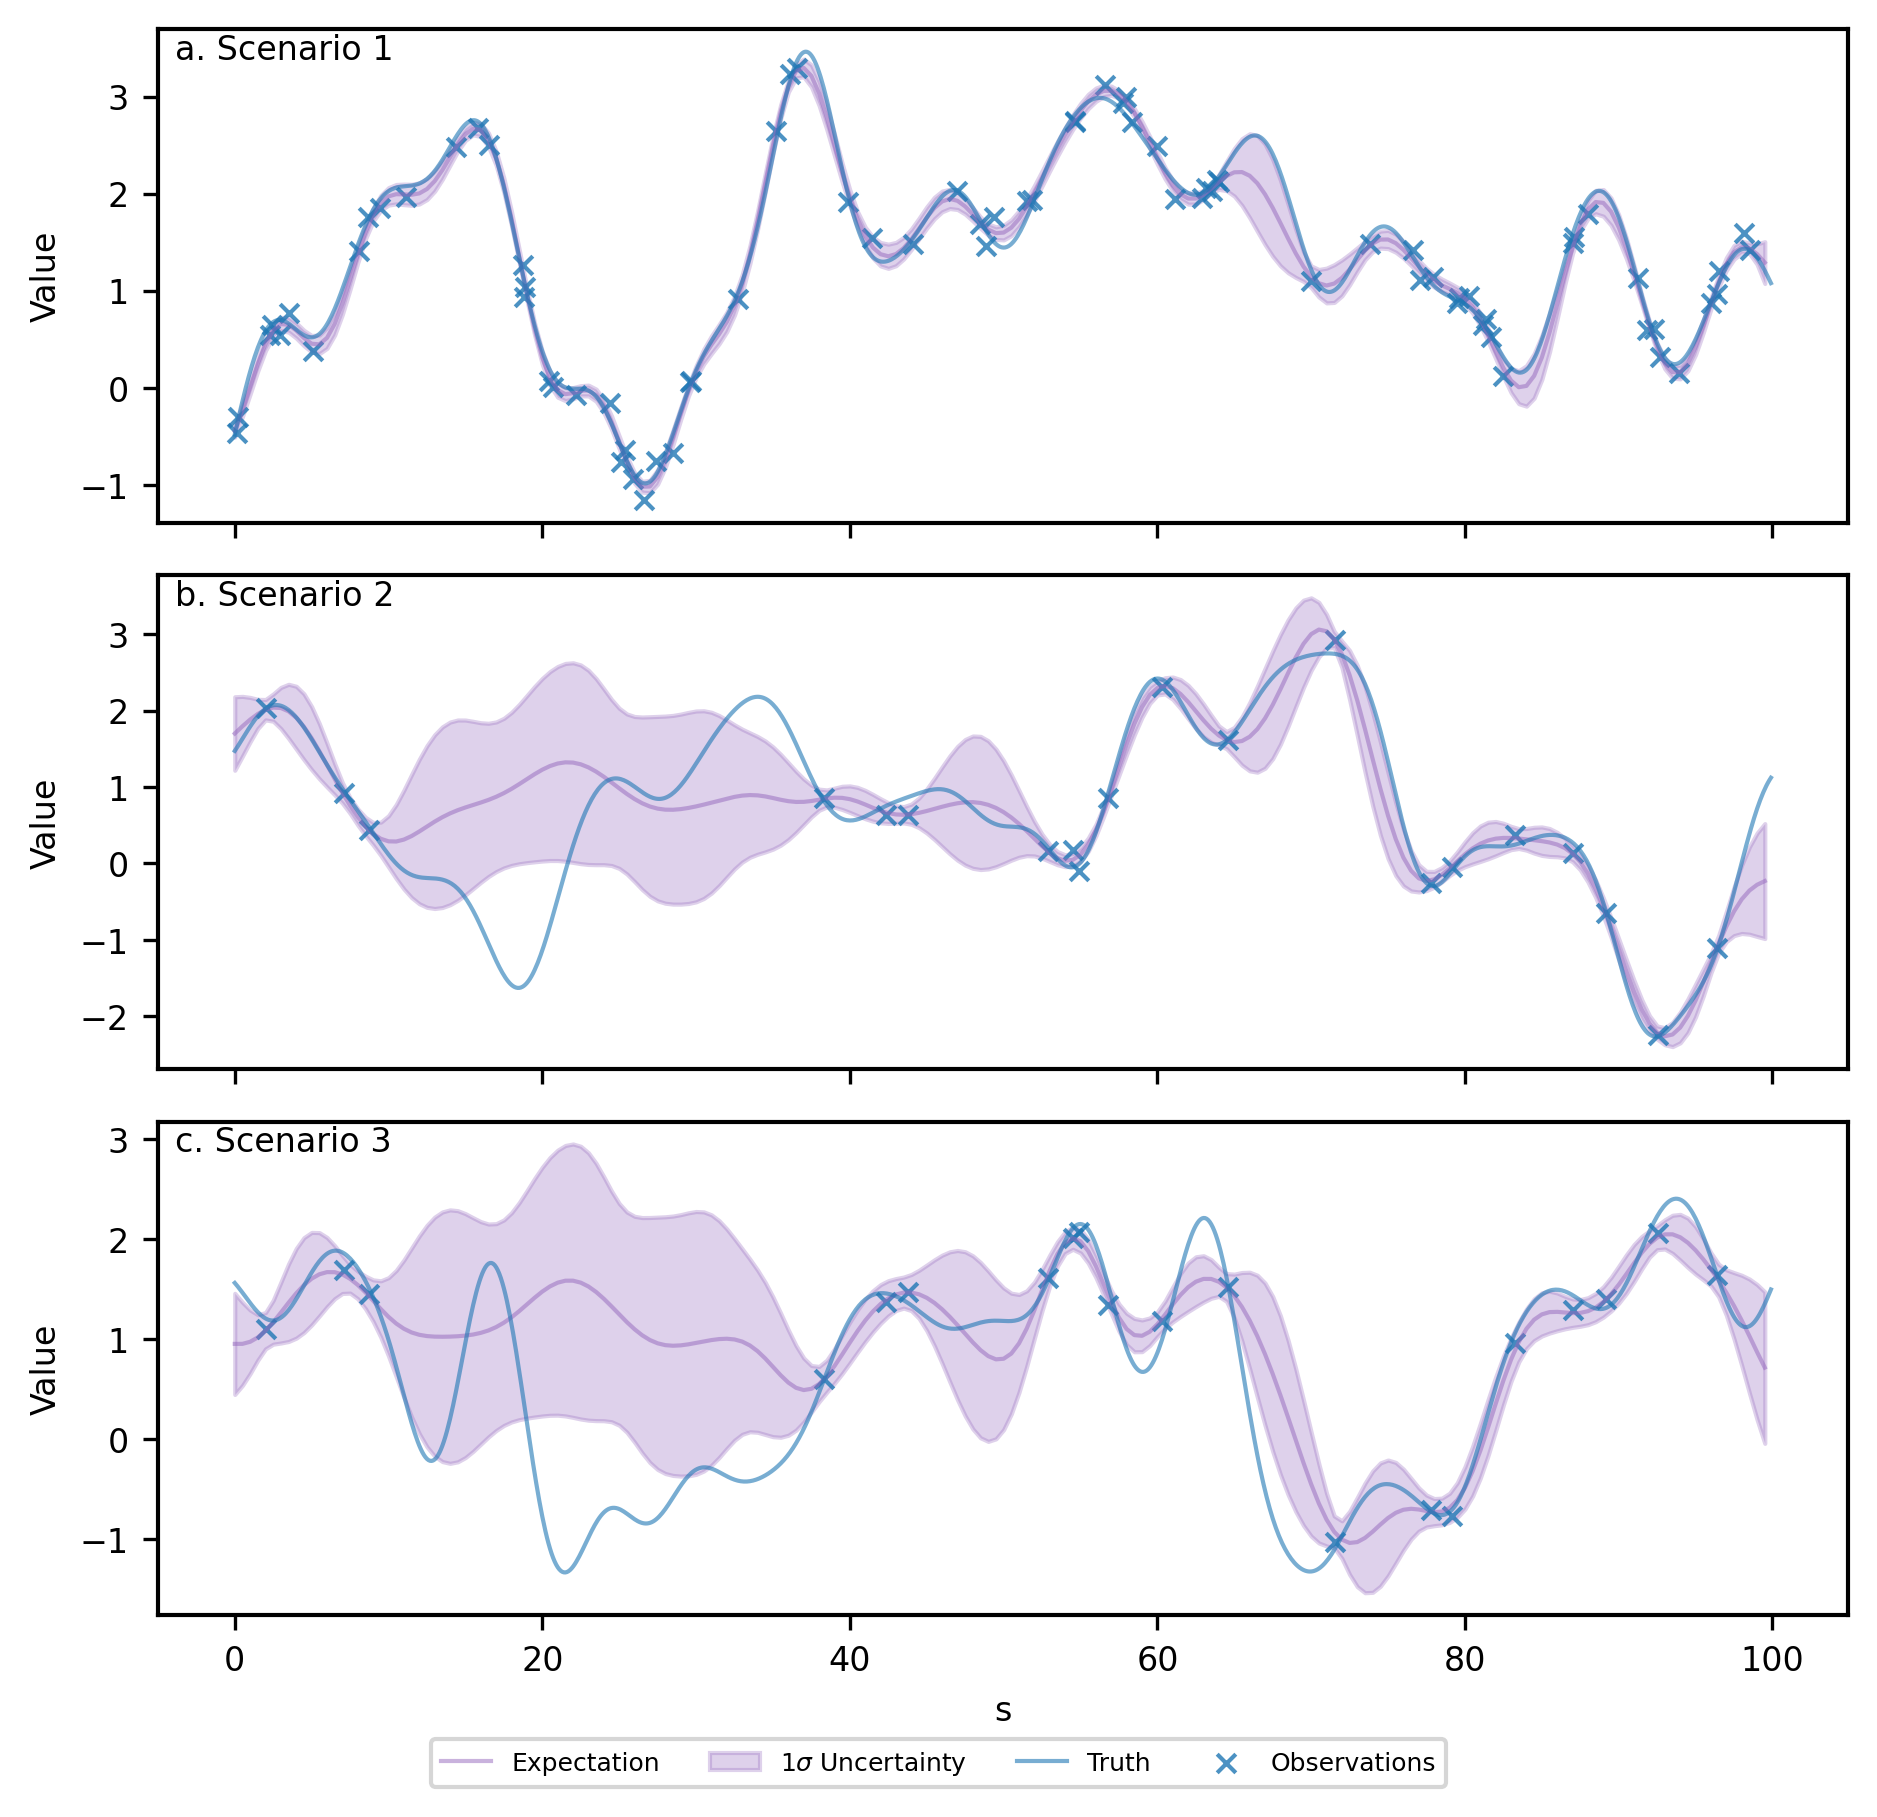 a. Scenario 1
Value
3
2
1
0
−1
b. Scenario 2
Value
3
2
1
0
−1
−2
c. Scenario 3
Value
3
2
1
0
−1
0 20 40 60 80 100
s
Expectation 1σ Uncertainty Truth Observations